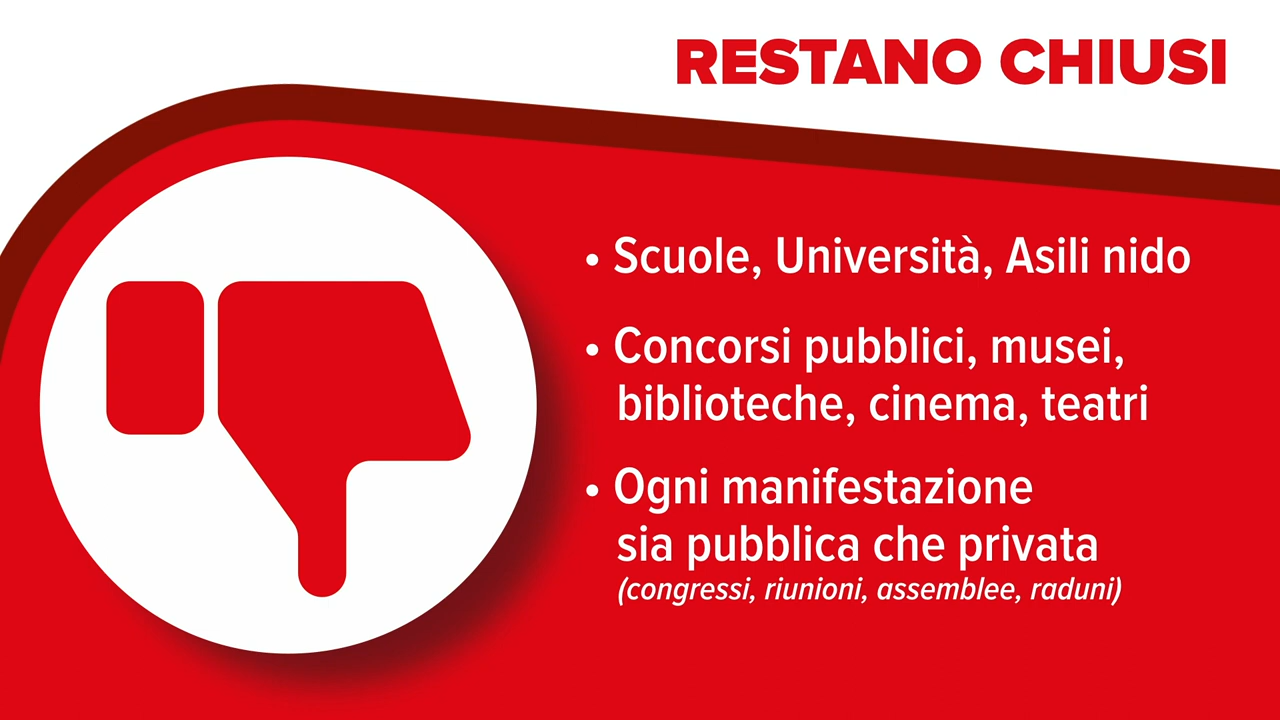 RESTANO CHIUSI
• Scuole, Università, Asili nido
• Concorsi pubblici, musei,
biblioteche, cinema, teatri
• Ogni manifestazione
sia pubblica che privata
(congressi, riunioni, assemblee, raduni)